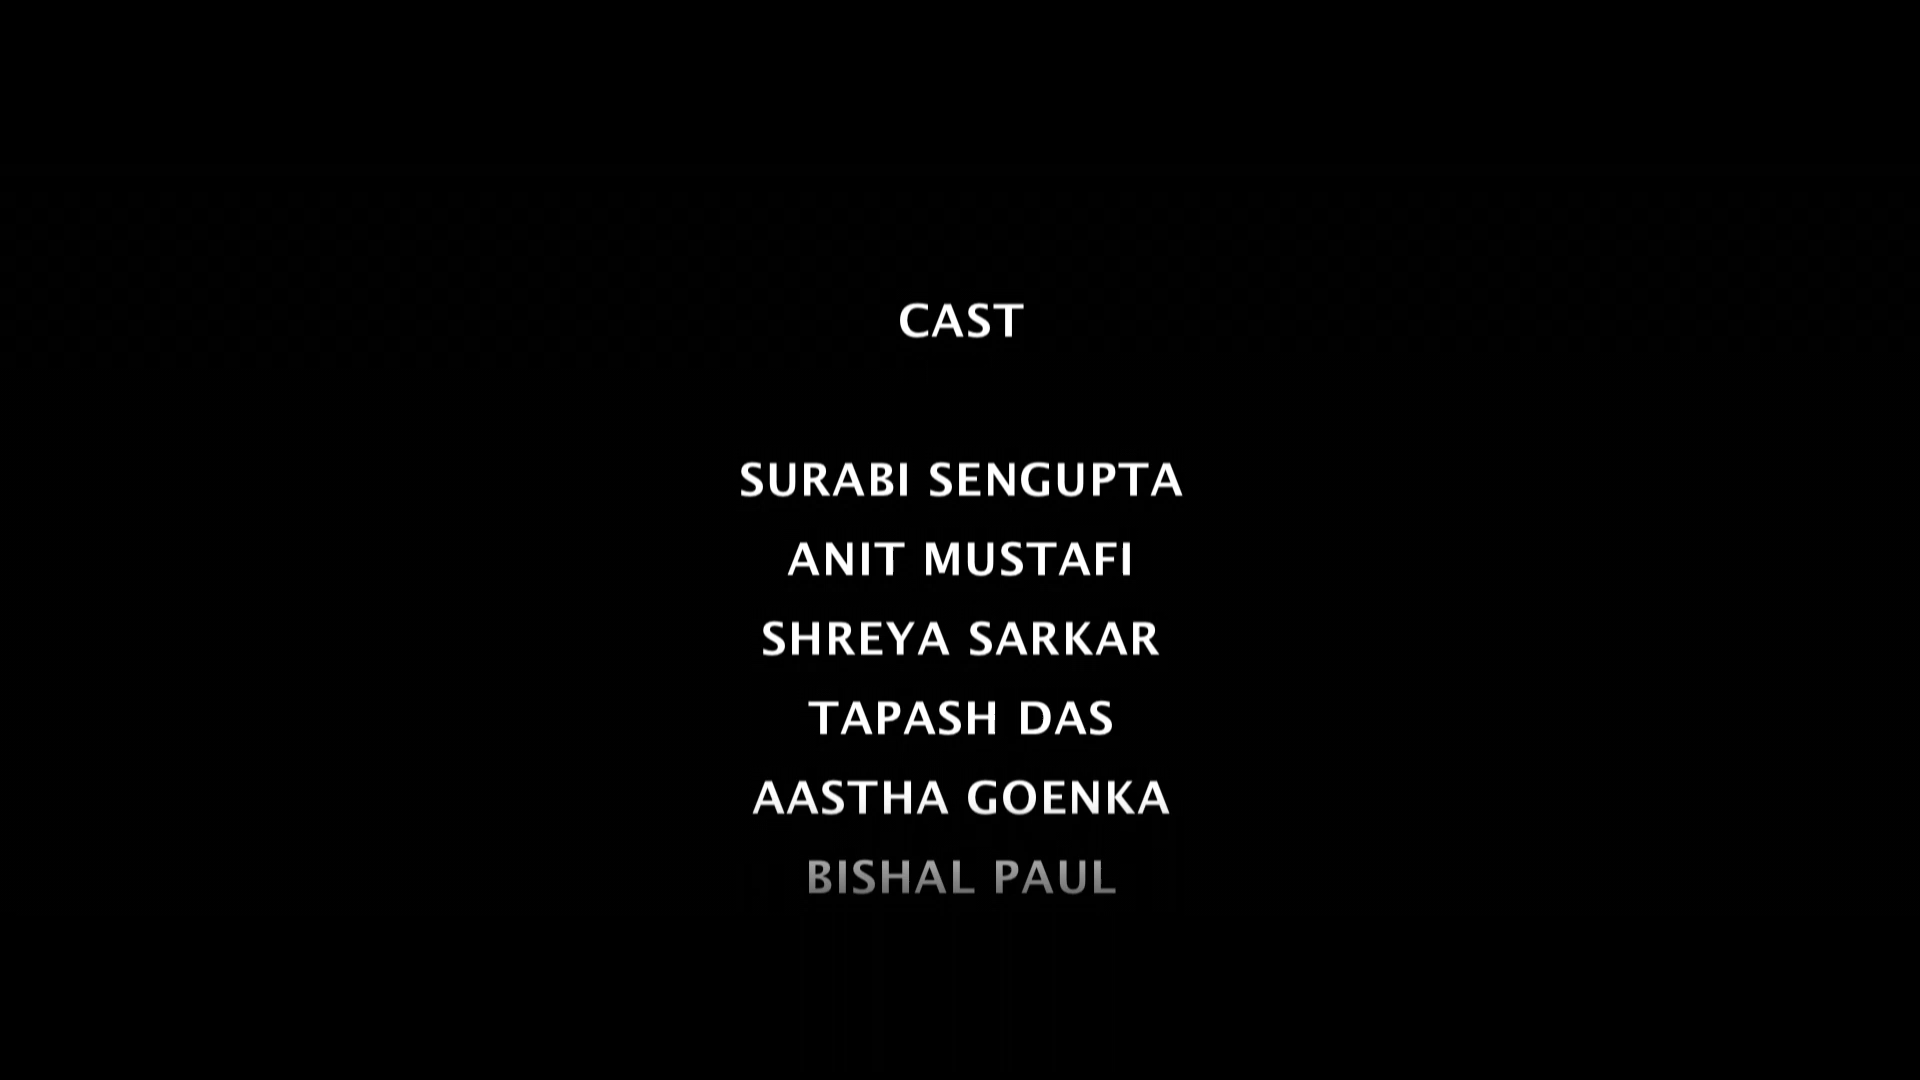 CAST
SURABI SENGUPTA
ANIT MUSTAFI
SHREYA SARKAR
TAPASH DAS
AASTHA GOENKA
BISHAL PAUL